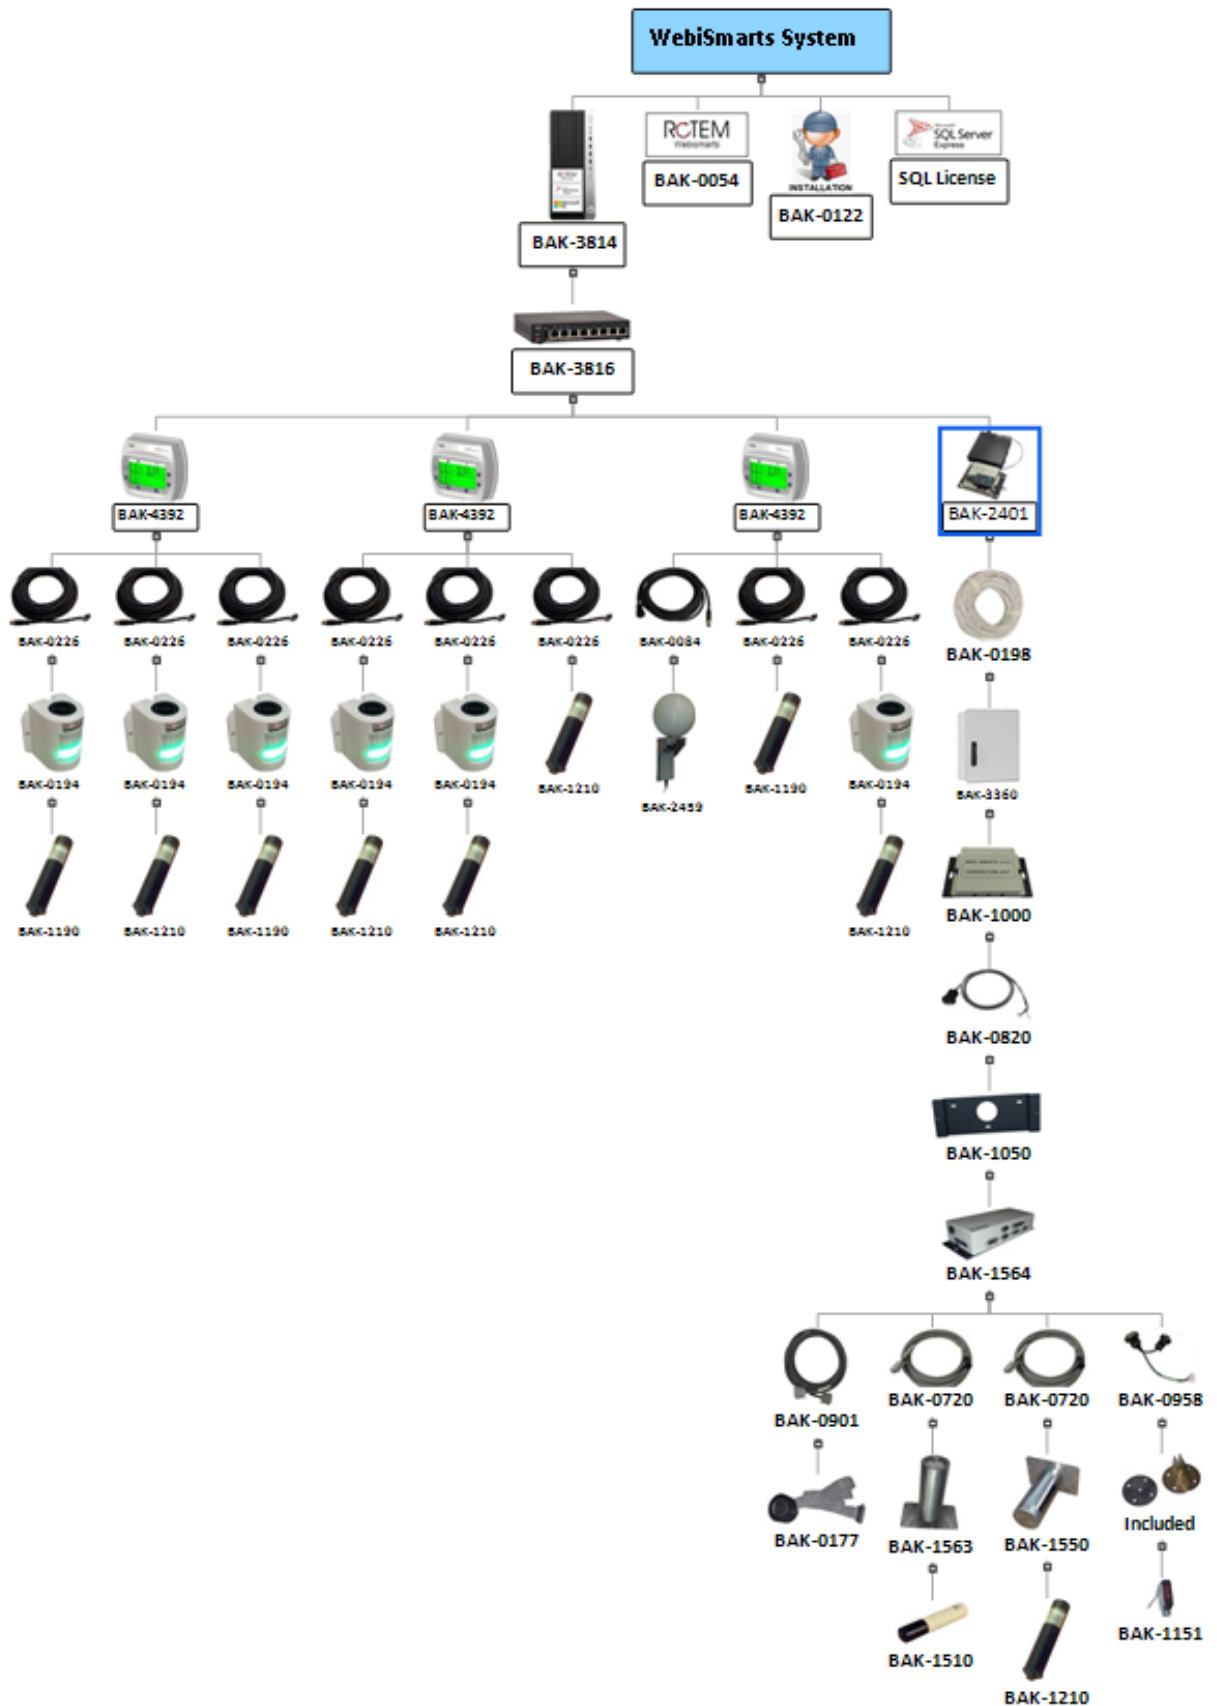 WebiSmarts System
ROTEM
Webismarts
Microsoft
SQL Server
Express
BAK-0054
INSTALLATION
SQL License
BAK-0122
BAK-3814
BAK-3816
BAK-4392
BAK-4392
BAK-4392
BAK-2401
BAK-0226
BAK-0226
BAK-0226
BAK-0226
BAK-0226
BAK-0226
BAK-0084
BAK-0226
BAK-0226
BAK-0198
BAK-0194
BAK-0194
BAK-0194
BAK-0194
BAK-0194
BAK-1210
BAK-2439
BAK-1190
BAK-0194
BAK-3360
BAK-1190
BAK-1210
BAK-1190
BAK-1210
BAK-1210
BAK-1210
BAK-1000
BAK-0820
BAK-1050
BAK-1564
BAK-0901
BAK-0720
BAK-0720
BAK-0958
BAK-0177
BAK-1563
BAK-1550
Included
BAK-1510
BAK-1210
BAK-1151